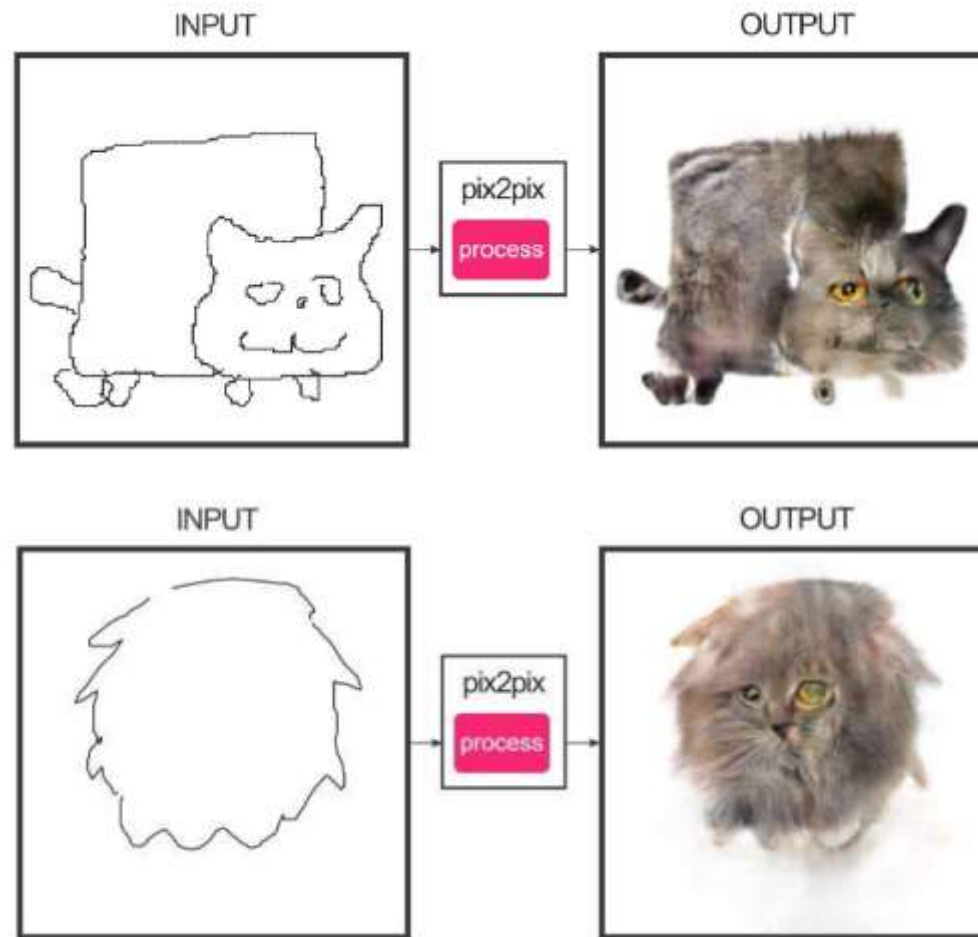 INPUT
OUTPUT
pix2pix
process
INPUT
OUTPUT
pix2pix
process